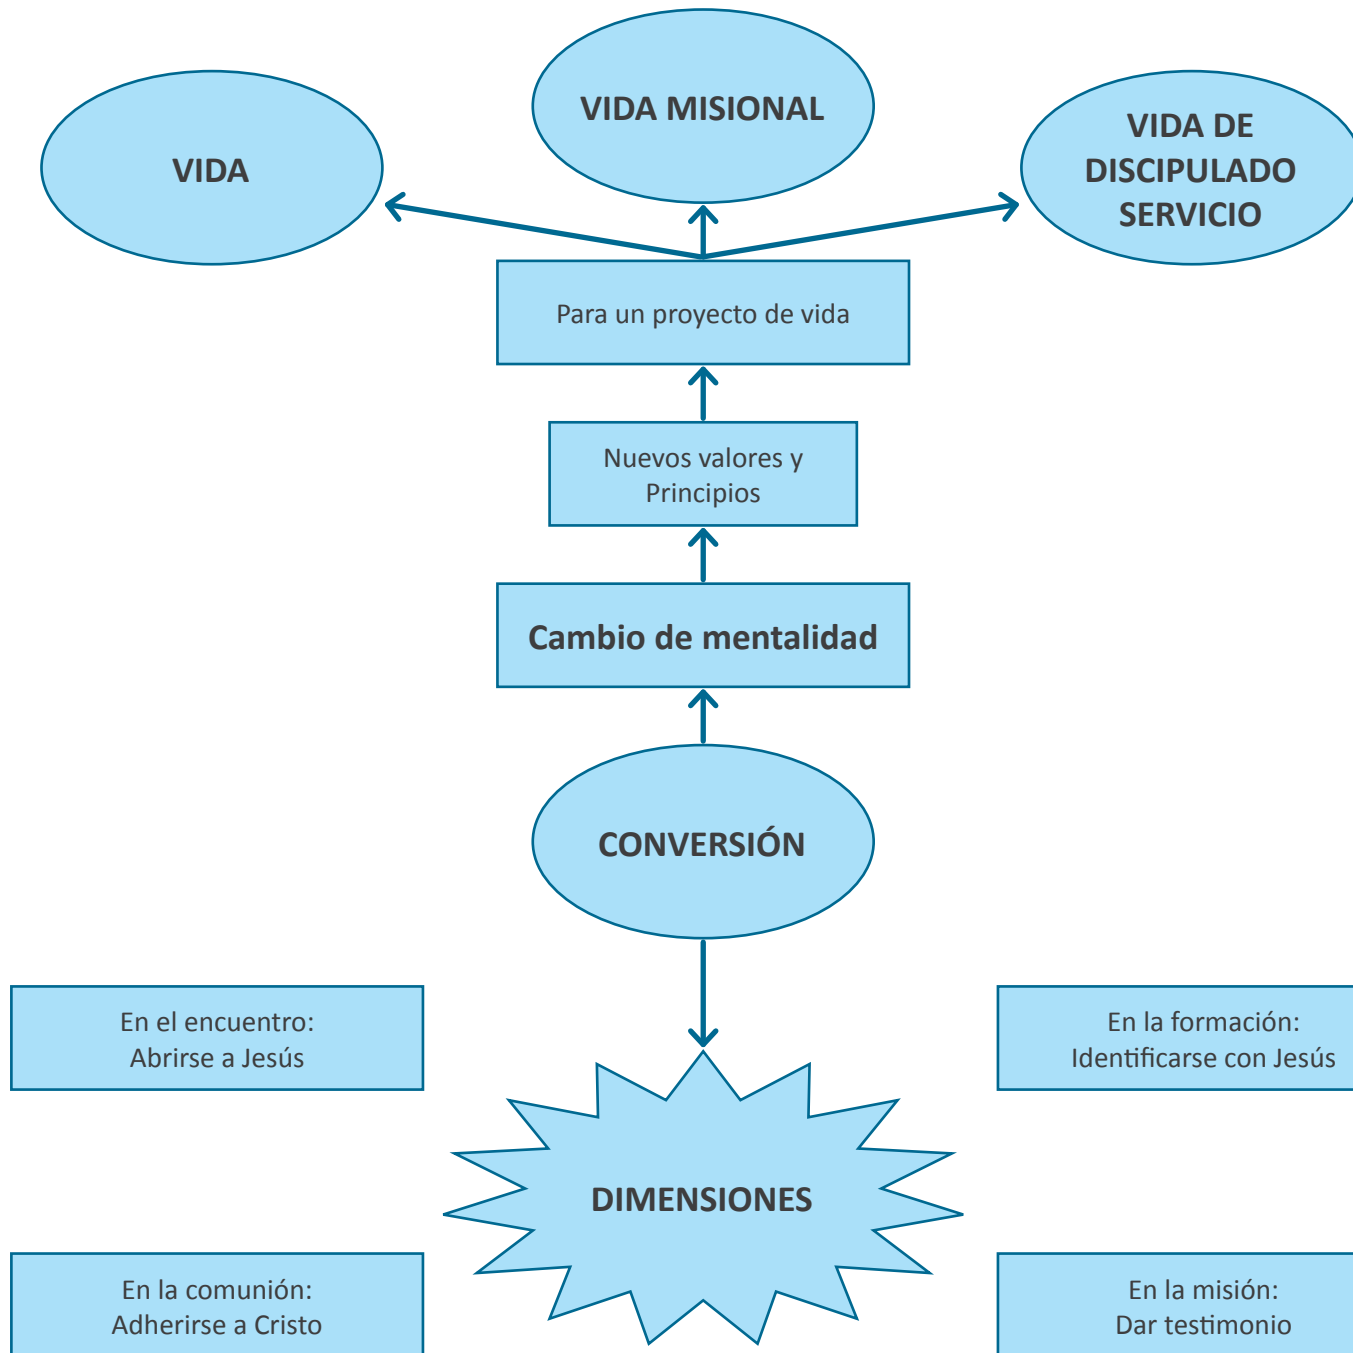 VIDA MISIONAL
VIDA
VIDA DE
DISCIPULADO
SERVICIO
Para un proyecto de vida
Nuevos valores y
Principios
Cambio de mentalidad
CONVERSIÓN
En el encuentro:
Abrirse a Jesús
En la formación:
Identificarse con Jesús
DIMENSIONES
En la comunión:
Adherirse a Cristo
En la misión:
Dar testimonio